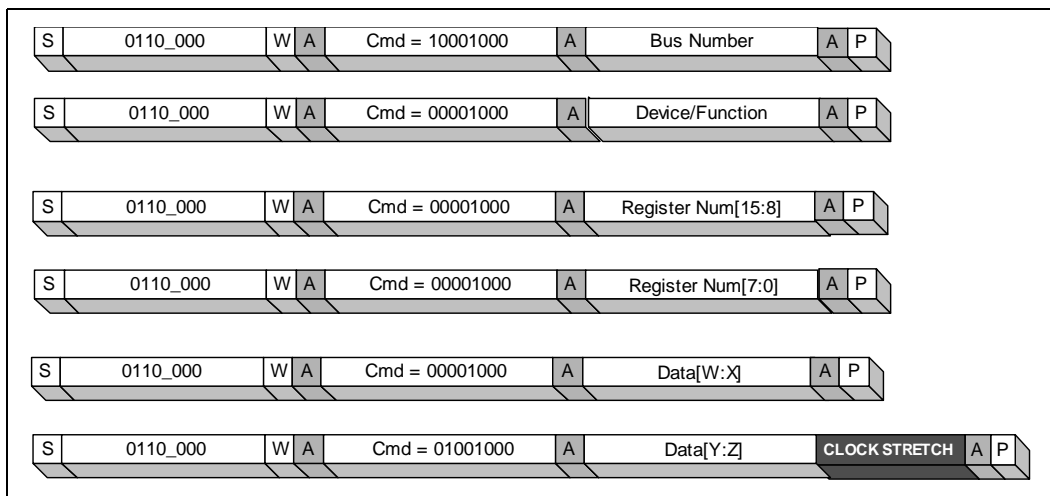 S 0110_000 W A Cmd = 10001000 A Bus Number A P
S 0110_000 W A Cmd = 00001000 A Device/Function A P
S 0110_000 W A Cmd = 00001000 A Register Num[15:8] A P
S 0110_000 W A Cmd = 00001000 A Register Num[7:0] A P
S 0110_000 W A Cmd = 00001000 A Data[W:X] A P
S 0110_000 W A Cmd = 01001000 A Data[Y:Z] CLOCK STRETCH A P